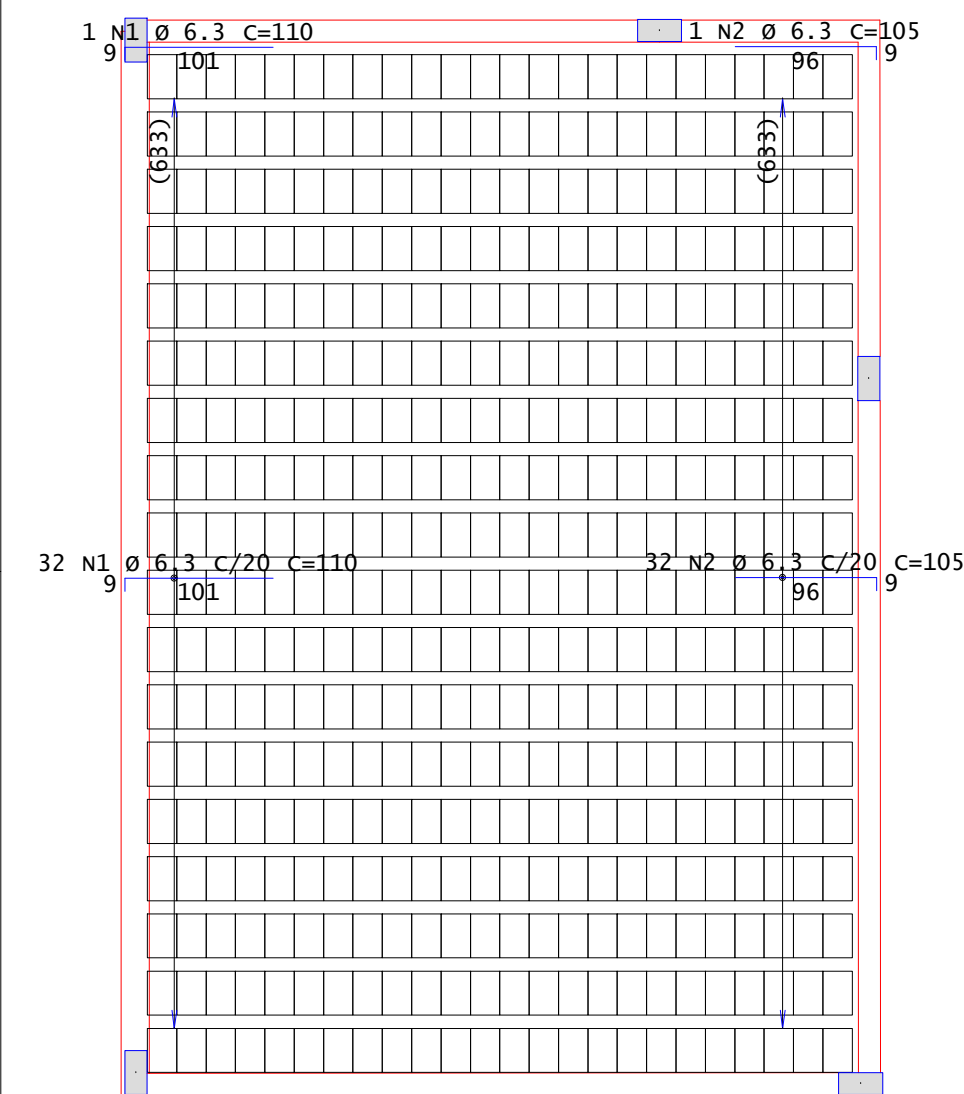 1 N1 Ø 6.3 C=110
1 N2 Ø 6.3 C=105
9
101
96
9
(633)
(633)
32 N1 Ø 6.3 C/20 C=110
32 N2 Ø 6.3 C/20 C=105
9
101
96
9